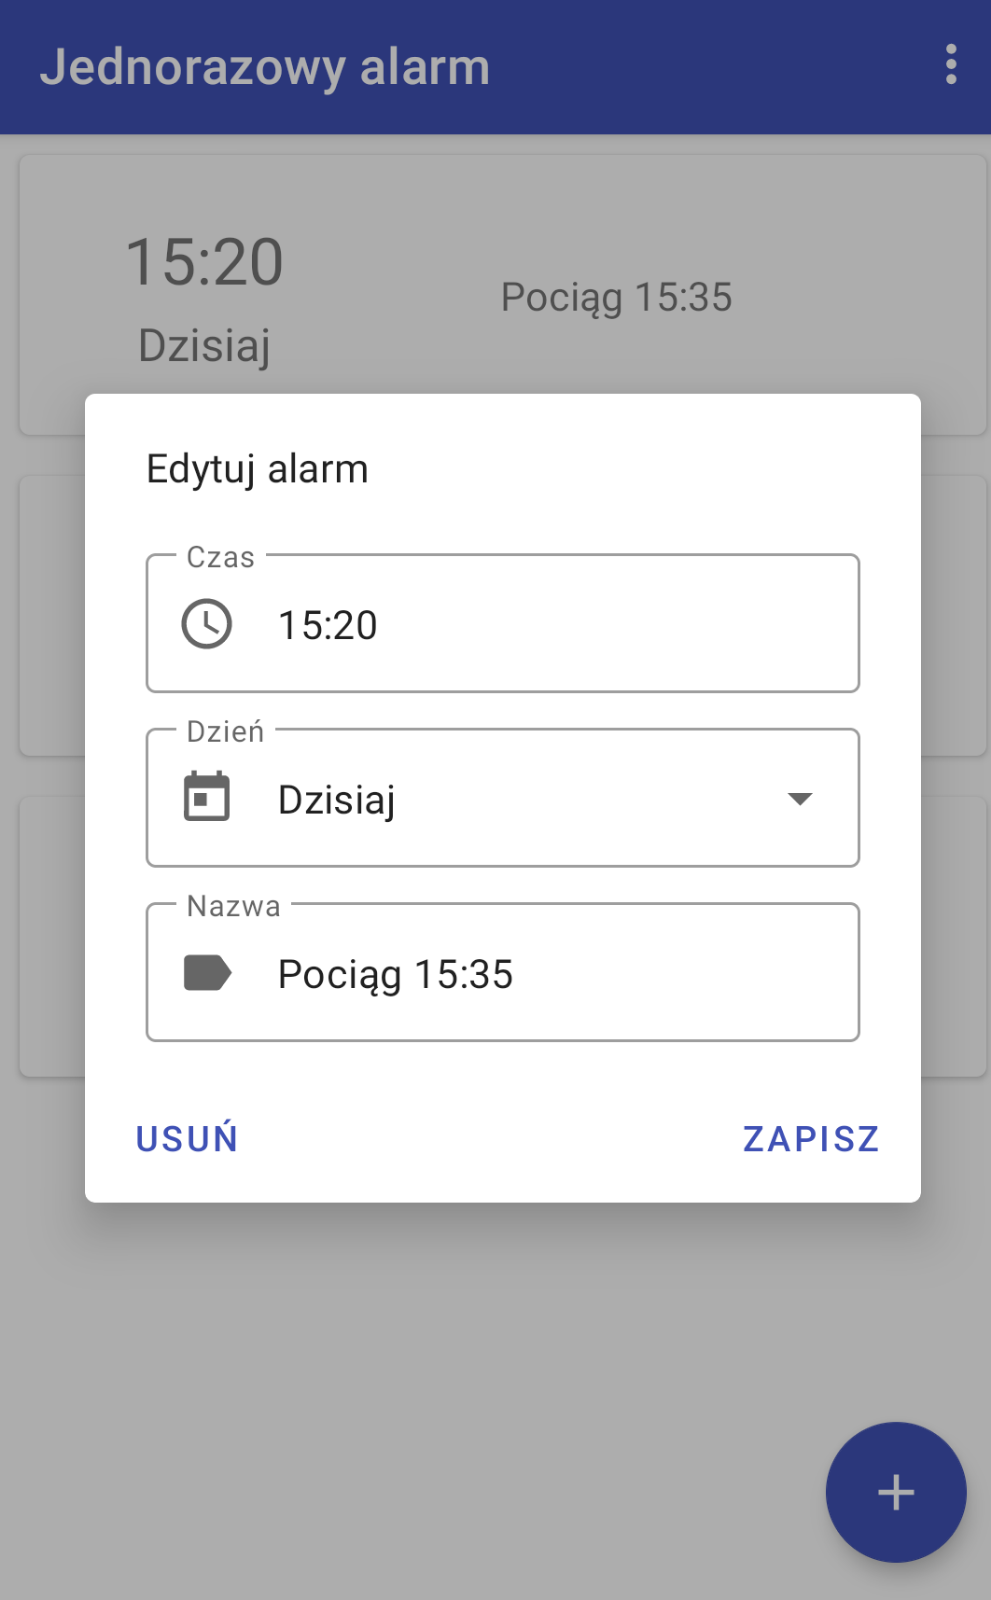 Jednorazowy alarm
15:20
Dzisiaj
Pociąg 15:35
Edytuj alarm
Czas
15:20
Dzień
Dzisiaj
Nazwa
Pociąg 15:35
USUŃ
ZAPISZ